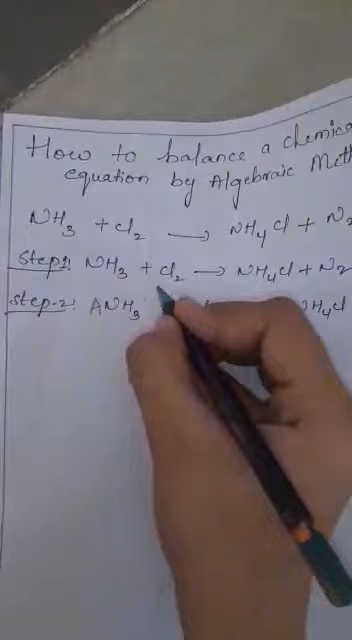 How to balance a chemica
equation by Algebraic Meth
NH3 + Cl2 → NH4Cl + N2
Step1: NH3 + Cl2 → NH4Cl + N2
Step-2: ANH3 H4Cl